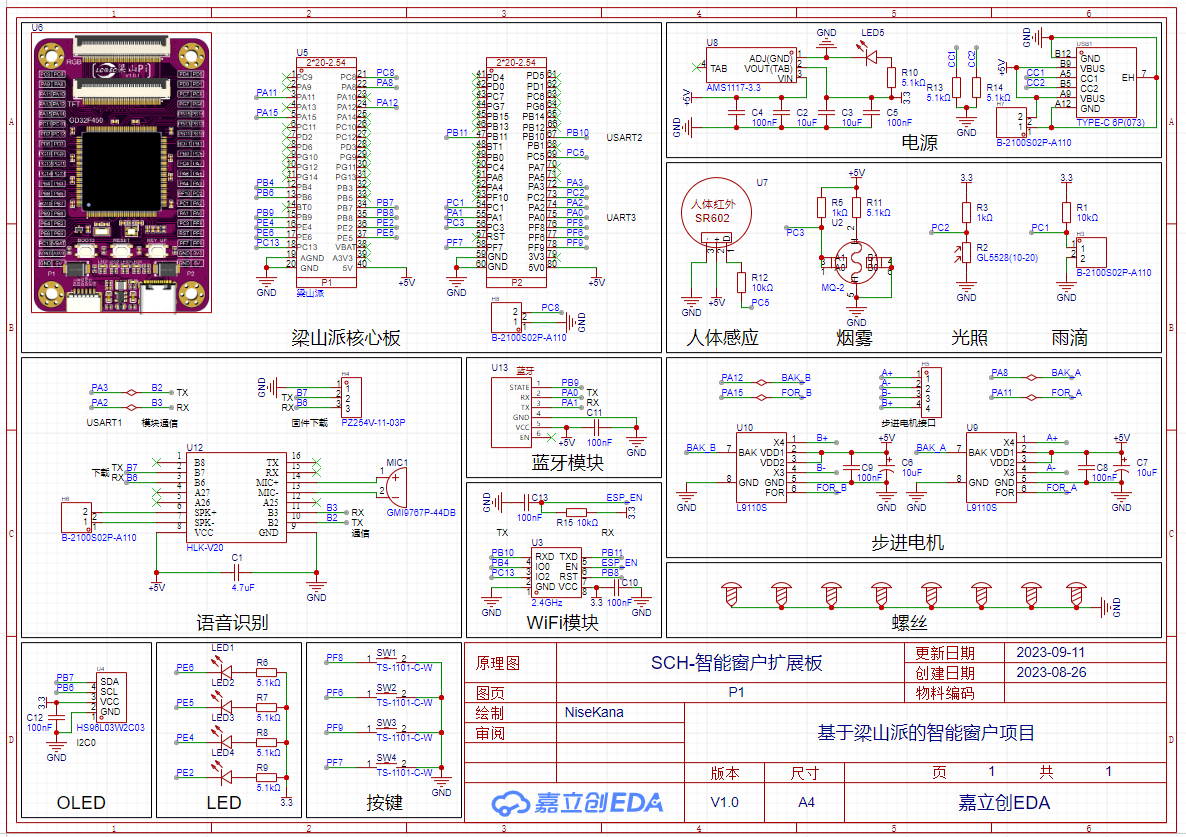 U6
RGB
TFT
GD32F450
BOOT0
RESET
KEY_UP
P1
P2
U5
2*20-2.54
PC9
PA9
PA11
PA13
PA15
PC11
PD2
PD6
PG10
PG12
PG14
PB4
PB6
BT0
PB9
PE4
PE6
PC13
AGND
GND
PC8
PA8
PA10
PA12
PA14
PC10
PC12
PD3
PG9
PG11
PG13
PB3
PB5
PB7
PB8
PE2
PE5
VBAT
A3V3
5V
P1
梁山派
PA11
PA15
PB4
PB6
PB9
PE4
PE6
PC13
GND
PC8
PA8
PA12
PB7
PB8
PE2
PE5
+5V
2*20-2.54
PD4
PD0
PC7
PG7
PB15
PB13
PB11
BT1
PB0
PC4
PA6
PA4
PF10
PC1
PA1
PC3
RST
PF7
GND
GND
PD5
PD1
PC6
PG6
PB14
PB12
PB10
PB1
PC5
PA7
PA5
PA3
PC2
PA2
PA0
PF8
PF6
PF9
3V3
5V0
P2
PB11
PC1
PA1
PC3
PF7
GND
PB10
USART2
PC5
PA3
PC2
PA2
PA0
UART3
PF8
PF6
PF9
+5V
H8
PC8
GND
B-2100S02P-A110
梁山派核心板
U8
TAB
ADJ(GND)
VOUT(TAB)
VIN
AMS1117-3.3
GND
LED5
R10
5.1kΩ
3.3
+5V
GND
C4
100nF
C2
10uF
C3
10uF
C5
100nF
电源
CC1
CC2
R13
5.1kΩ
R14
5.1kΩ
GND
+5V
GND
USB1
B12
B9
A5
B5
A9
A12
GND
VBUS
CC1
CC2
VBUS
GND
EH
TYPE-C 6P(073)
CC1
CC2
H7
B-2100S02P-A110
U7
人体红外
SR602
R12
10kΩ
PC5
GND
+5V
人体感应
+5V
R5
1kΩ
R11
5.1kΩ
PC3
U2
MQ-2
GND
烟雾
3.3
R3
1kΩ
PC2
R2
GL5528(10-20)
GND
光照
3.3
R1
10kΩ
PC1
H3
B-2100S02P-A110
GND
雨滴
PA3
B2
TX
PA2
B3
RX
USART1
模块通信
GND
TX
B7
RX
B6
H4
固件下载
PZ254V-11-03P
U12
下载
TX
B7
RX
B6
B8
B7
B6
A27
A26
SPK+
SPK-
VCC
TX
RX
MIC+
MIC-
A25
B3
B2
GND
HLK-V20
H6
B-2100S02P-A110
MIC1
GMI9767P-44DB
B3
RX
B2
TX
通信
C1
4.7uF
+5V
GND
语音识别
U13
蓝牙
STATE
RX
TX
GND
VCC
EN
PB9
PA0
TX
PA1
RX
C11
100nF
+5V
GND
蓝牙模块
GND
C13
100nF
ESP_EN
R15 10kΩ
3.3
TX
RX
U3
PB10
PB4
PC13
RXD
IO0
IO2
GND
TXD
EN
RST
VCC
PB11
ESP_EN
PB8
2.4GHz
C10
100nF
3.3
GND
GND
WiFi模块
PA12
BAK_B
PA15
FOR_B
A+
A-
B-
B+
H5
步进电机接口
PA8
BAK_A
PA11
FOR_A
U10
BAK_B
BAK
GND
X4
VDD1
VDD2
X3
GND
FOR
B+
B-
FOR_B
L9110S
GND
+5V
C9
100nF
C6
10uF
GND
U9
BAK_A
BAK
GND
X4
VDD1
VDD2
X3
GND
FOR
A+
A-
FOR_A
L9110S
GND
+5V
C8
100nF
C7
10uF
GND
步进电机
GND
螺丝
U4
PB7
PB6
SDA
SCL
VCC
GND
3.3
C12
100nF
HS96L03W2C03
I2C0
GND
OLED
LED1
PE6
R6
5.1kΩ
LED2
PE5
R7
5.1kΩ
LED3
PE4
R8
5.1kΩ
LED4
PE2
R9
5.1kΩ
3.3
LED
PF8
SW1
TS-1101-C-W
PF6
SW2
TS-1101-C-W
PF9
SW3
TS-1101-C-W
PF7
SW4
TS-1101-C-W
GND
按键
原理图
SCH-智能窗户扩展板
更新日期
2023-09-11
创建日期
2023-08-26
图页
P1
物料编码
绘制
NiseKana
审阅
基于梁山派的智能窗户项目
版本
尺寸
页 1 共 1
嘉立创EDA
V1.0
A4
嘉立创EDA